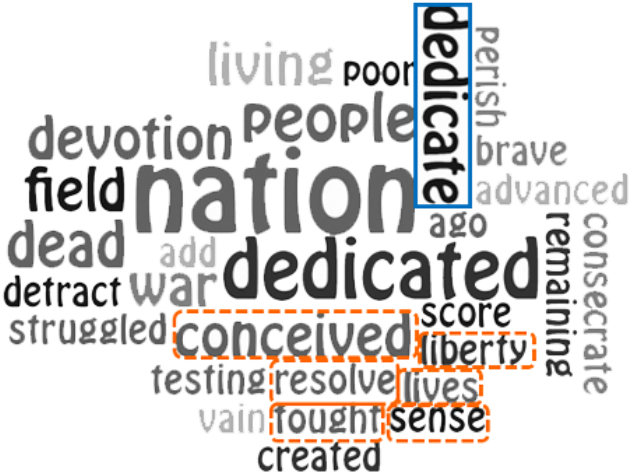 living poor dedicate perish
devotion people brave
field nation advanced
ago
dead add dedicated remaining consecrate
detract war
struggled conceived score
liberty
testing resolve lives
vain fought sense
created